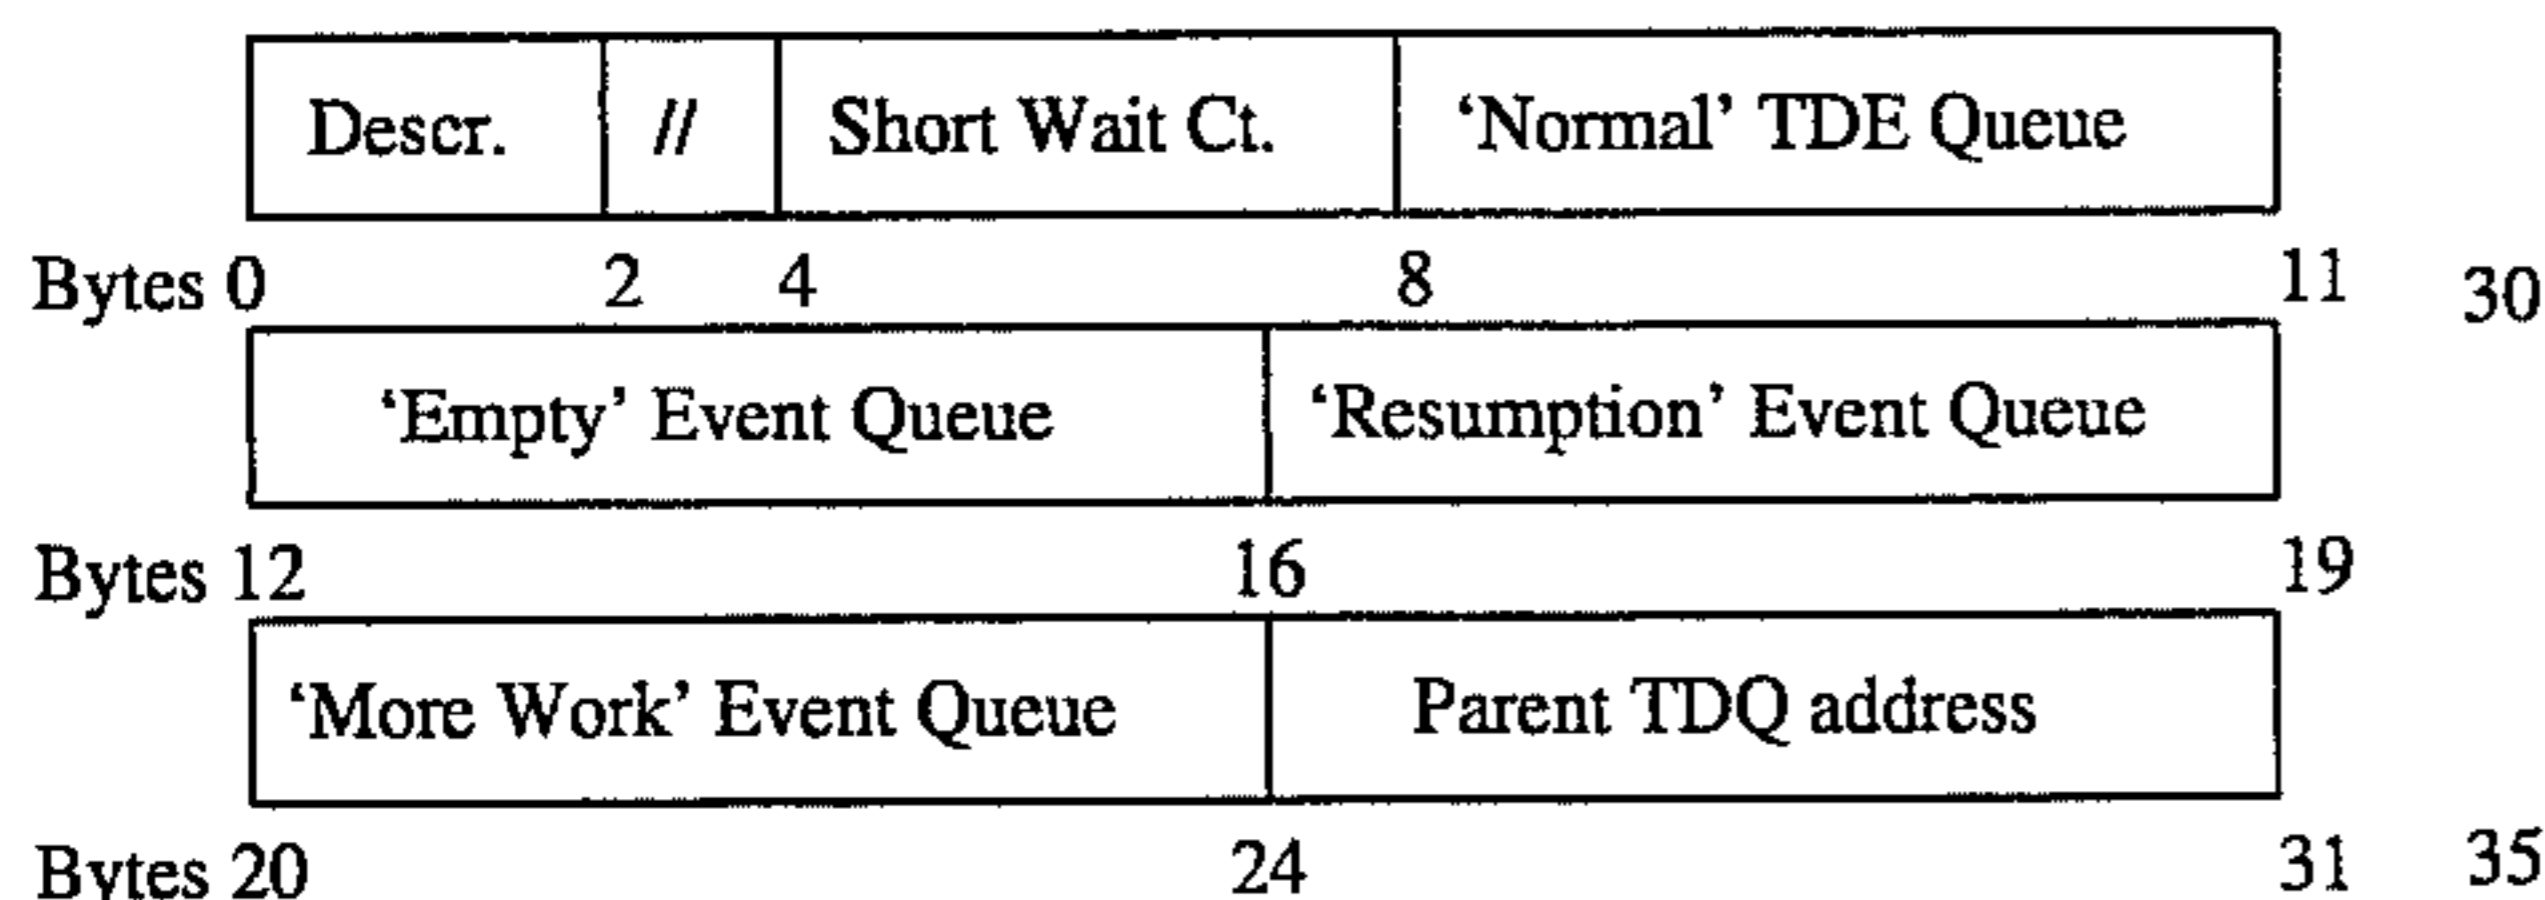 Descr. // Short Wait Ct. ‘Normal’ TDE Queue
Bytes 0 2 4 8 11 30
‘Empty’ Event Queue ‘Resumption’ Event Queue
Bytes 12 16 19
‘More Work’ Event Queue Parent TDQ address
Bytes 20 24 31 35